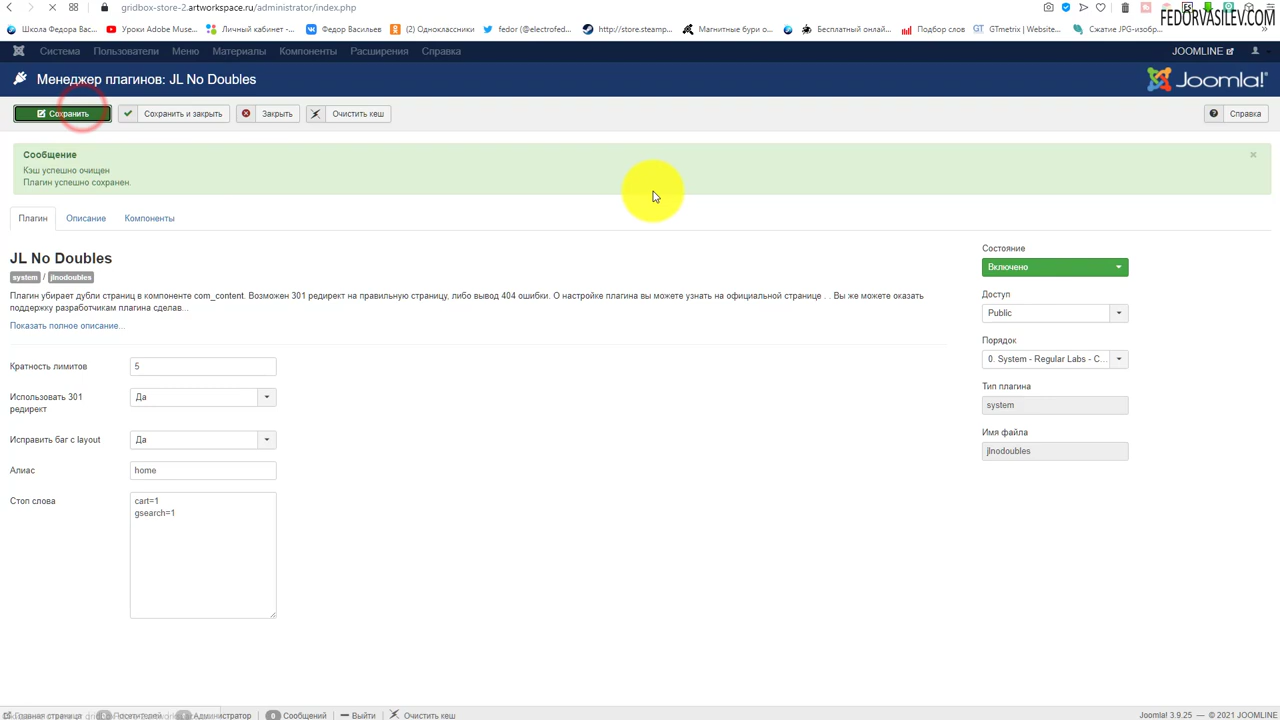 gridbox-store-2.artworkspace.ru/administrator/index.php
FEDORVASILEV.COM
Школа Федора Вас...
Уроки Adobe Muse...
Личный кабинет -...
Федор Васильев
(2) Одноклассники
fedor (@electrofed...
http://store.steamp...
Магнитные бури о...
Бесплатный онлай...
Подбор слов
GTmetrix | Website...
Сжатие JPG-изобр...
»
Система
Пользователи
Меню
Материалы
Компоненты
Расширения
Справка
JOOMLINE
Менеджер плагинов: JL No Doubles
Joomla!
Сохранить
Сохранить и закрыть
Закрыть
Очистить кеш
Справка
Сообщение
×
Кэш успешно очищен
Плагин успешно сохранен.
Плагин
Описание
Компоненты
JL No Doubles
system / jlnodoubles
Плагин убирает дубли страниц в компоненте com_content. Возможен 301 редирект на правильную страницу, либо вывод 404 ошибки. О настройке плагина вы можете узнать на официальной странице . . Вы же можете оказать
поддержку разработчикам плагина сделав...
Показать полное описание...
Кратность лимитов
5
Использовать 301
редирект
Да
Исправить баг с layout
Да
Алиас
home
Стоп слова
cart=1
gsearch=1
Состояние
Включено
Доступ
Public
Порядок
0. System - Regular Labs - C...
Тип плагина
system
Имя файла
jlnodoubles
Выйти
Очистить кеш
Сообщений
0
Joomla! 3.9.25 — © 2021 JOOMLINE